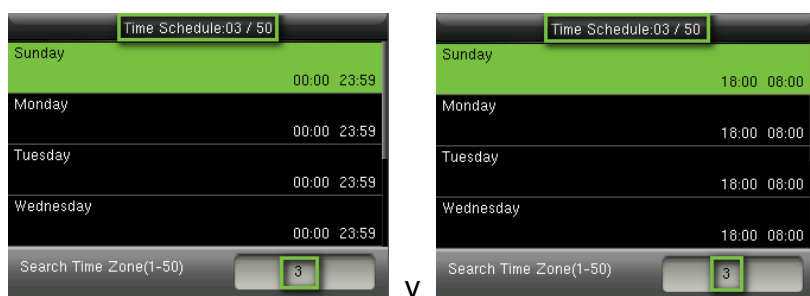 Time Schedule:03 / 50
Sunday
00:00 23:59
Monday
00:00 23:59
Tuesday
00:00 23:59
Wednesday
00:00 23:59
Search Time Zone(1-50) 3
v
Time Schedule:03 / 50
Sunday
18:00 08:00
Monday
18:00 08:00
Tuesday
18:00 08:00
Wednesday
18:00 08:00
Search Time Zone(1-50) 3